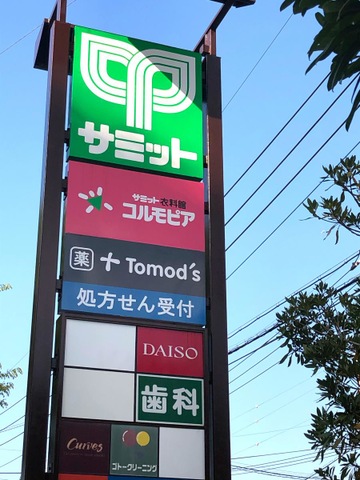 サミット
サミット衣料館
コルモピア
薬 Tomod's
処方せん受付
DAISO
歯科
Curves
ゴトークリーニング